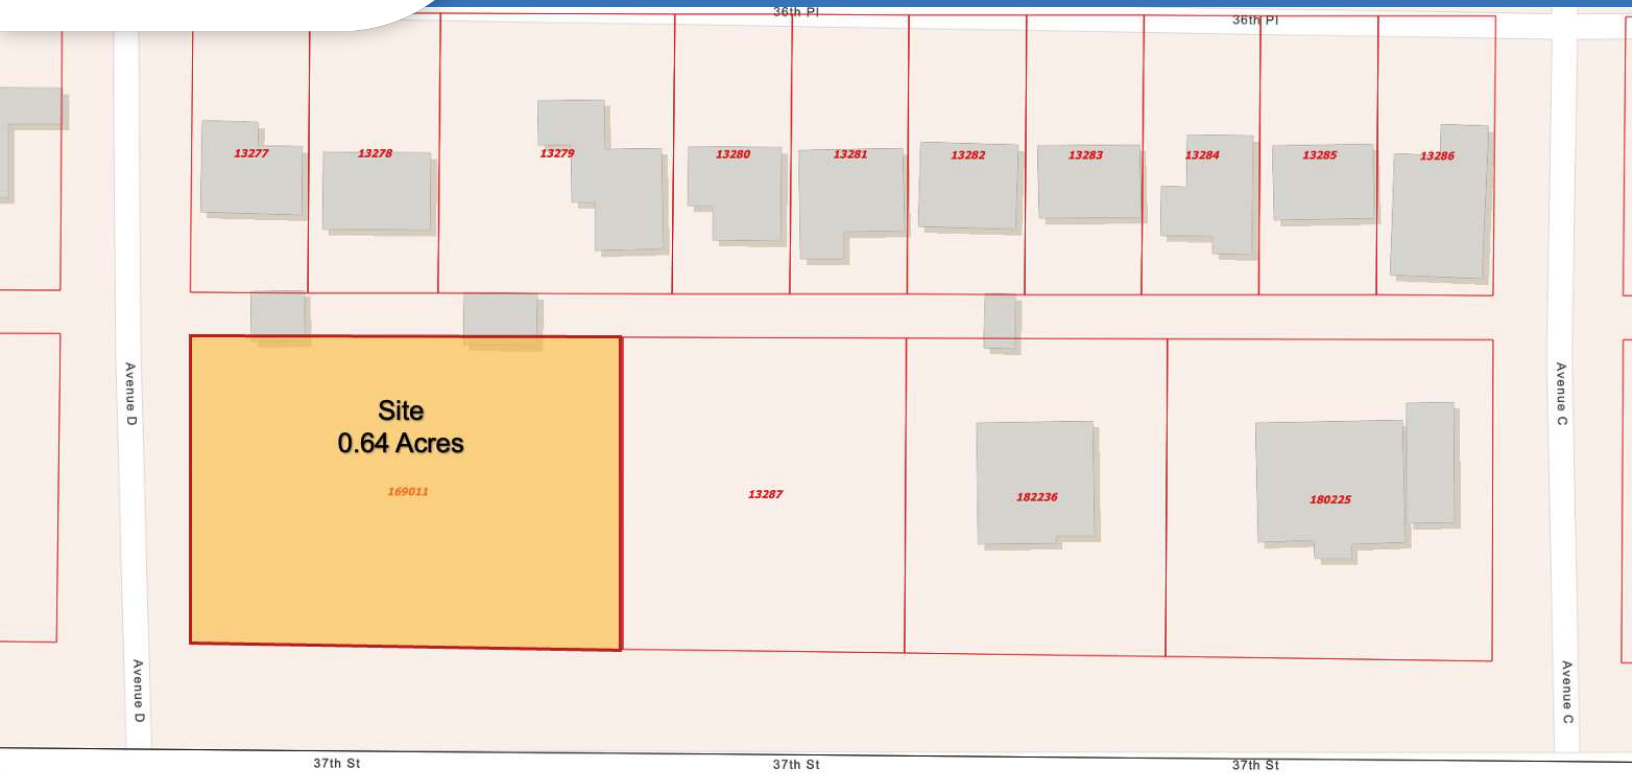 36th Pl
36th Pl
13277
13278
13279
13280
13281
13282
13283
13284
13285
13286
Avenue D
Avenue C
Site
0.64 Acres
169011
13287
182236
180225
Avenue D
Avenue C
37th St
37th St
37th St